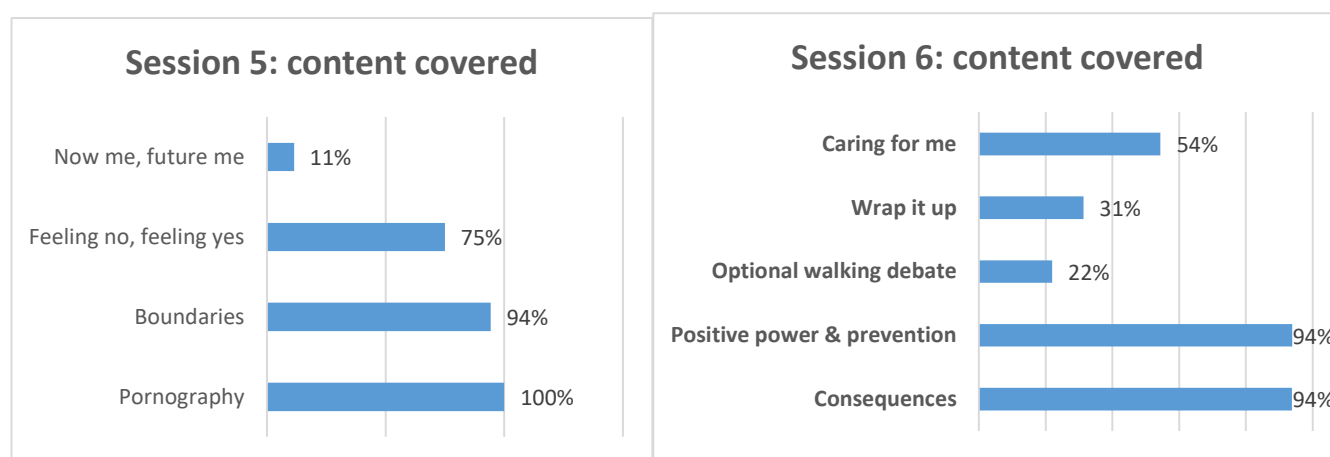 Session 5: content covered
Now me, future me
11%
Feeling no, feeling yes
75%
Boundaries
94%
Pornography
100%
Session 6: content covered
Caring for me
54%
Wrap it up
31%
Optional walking debate
22%
Positive power & prevention
94%
Consequences
94%